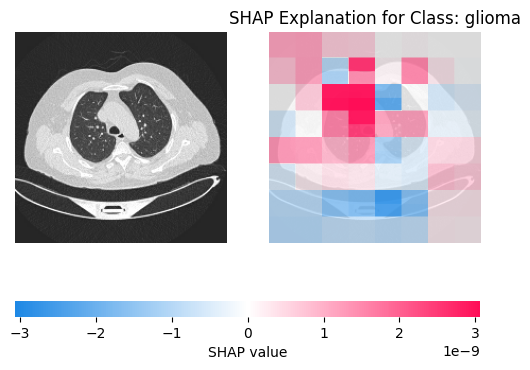 SHAP Explanation for Class: glioma
−3 −2 −1 0 1 2 3
SHAP value 1e−9